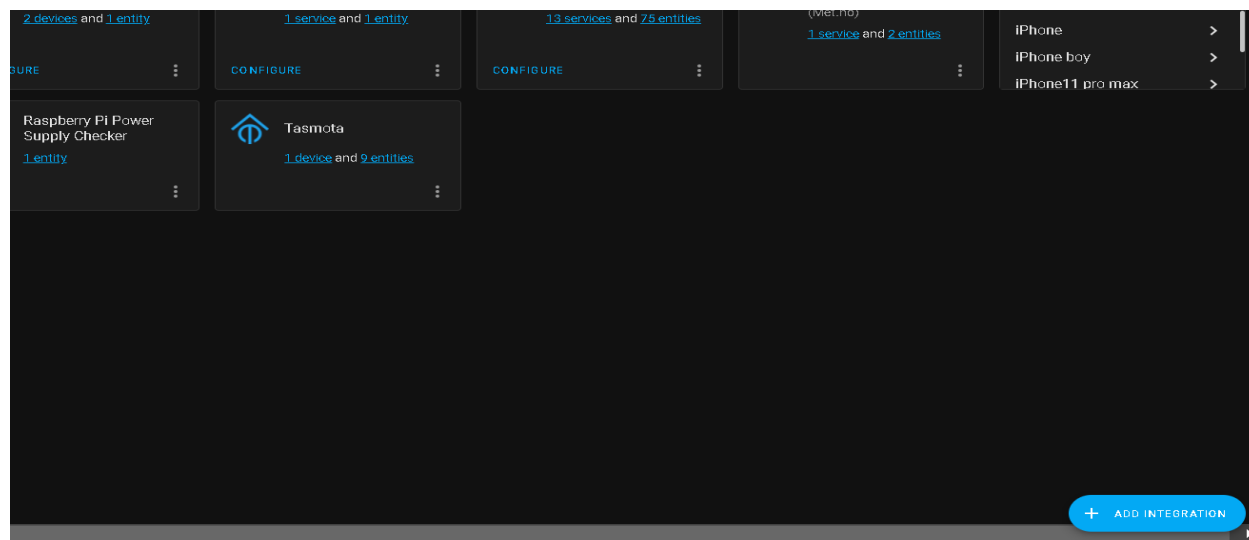 2 devices and 1 entity
1 service and 1 entity
13 services and 75 entities
(Met.no)
1 service and 2 entities
iPhone
iPhone boy
iPhone11 pro max
GURE
CONFIGURE
CONFIGURE
Raspberry Pi Power
Supply Checker
1 entity
Tasmota
1 device and 9 entities
ADD INTEGRATION